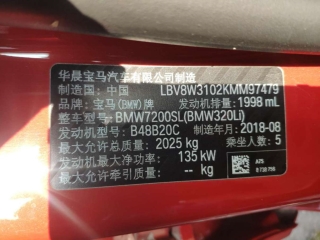 华晨宝马汽车有限公司制造
制造国：中国 LBV8W3102KMM97479
品牌：宝马(BMW)牌 发动机排量：1998 mL
整车型号：BMW7200SL(BMW320Li)
发动机型号：B48B20C 制造年月：2018-08
最大允许总质量 2025 kg 乘坐人数：5
发动机最大净功率： 135 kW
最大允许牵引质量： -- kg
A75